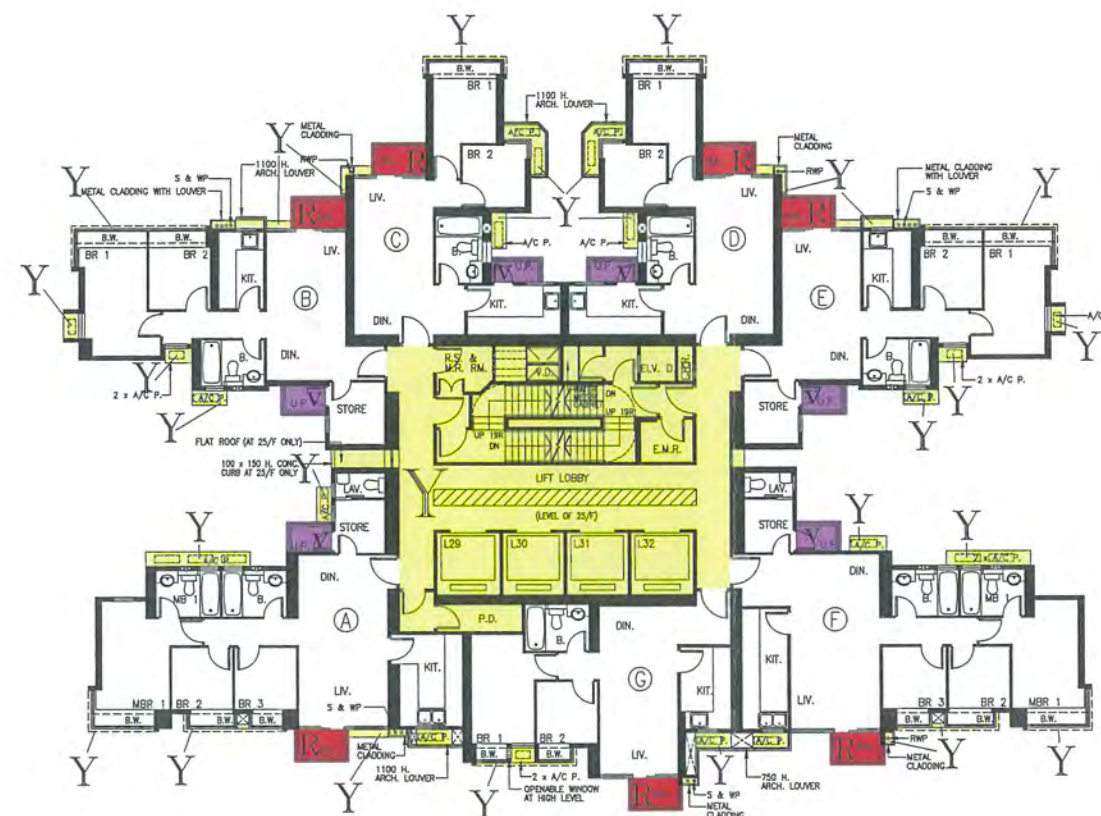 Y
Y
B.W.
B.W.
BR 1
BR 1
1100 H.
ARCH. LOUVER
A/C P.
A/C P.
METAL
CLADDING
METAL
CLADDING
Y
R
BR 2
BR 2
R
RWP
RWP
Y
METAL CLADDING
WITH LOUVER
S & WP
1100 H.
ARCH. LOUVER
S & WP
METAL CLADDING WITH LOUVER
Y
Y
LIV.
LIV.
R
R
Y
B.W.
B.W.
BR 1
BR 2
KIT.
LIV.
C
B.
A/C P.
A/C P.
B.
D
LIV.
KIT.
B.W.
BR 2
BR 1
B
V
U.P.
U.P.
V
E
Y
KIT.
KIT.
A/C
Y
DIN.
DIN.
Y
2 x A/C P.
B.
DIN.
R.S. &
M.R. RM.
V.D.
ELV. D.
DN
DIN.
B.
2 x A/C P.
A/C P.
Y
U.P.
V
STORE
UP 19R
DN
UP 19R
E.M.R.
STORE
V
U.P.
A/C P.
Y
FLAT ROOF (AT 25/F ONLY)
100 x 150 H. CONC.
CURB AT 25/F ONLY
Y
LIFT LOBBY
Y
(LEVEL OF 25/F)
LAV.
LAV.
A/C P.
STORE
STORE
Y
Y
Y
U.P.
V
V
U.P.
A/C P.
A/C P.
2 x A/C P.
L29
L30
L31
L32
DIN.
DIN.
MB 1
B.
A
P.D.
B.
DIN.
F
B.
MB 1
KIT.
G
KIT.
KIT.
MBR 1
BR 2
BR 3
LIV.
LIV.
BR 3
BR 2
MBR 1
B.W.
B.W.
B.W.
S & WP
BR 1
BR 2
B.W.
B.W.
B.W.
B.W.
B.W.
Y
Y
R
METAL
CLADDING
A/C P.
1100 H.
ARCH. LOUVER
Y
Y
2 x A/C P.
OPENABLE WINDOW
AT HIGH LEVEL
Y
LIV.
R
A/C P.
A/C P.
Y
750 H.
ARCH. LOUVER
S & WP
METAL
CLADDING
R
RWP
METAL
CLADDING
Y
Y